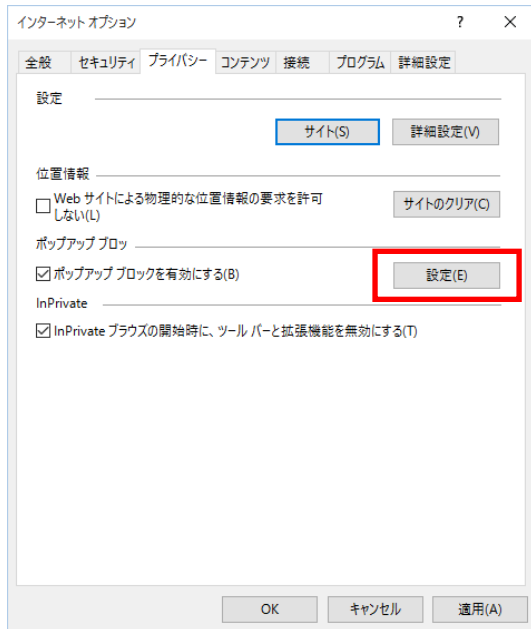 インターネット オプション ? ×
全般 セキュリティ プライバシー コンテンツ 接続 プログラム 詳細設定
設定
サイト(S) 詳細設定(V)
位置情報
Web サイトによる物理的な位置情報の要求を許可
しない(L)
サイトのクリア(C)
ポップアップ ブロッ
ポップアップ ブロックを有効にする(B) 設定(E)
InPrivate
InPrivate ブラウズの開始時に、ツール バーと拡張機能を無効にする(T)
OK キャンセル 適用(A)